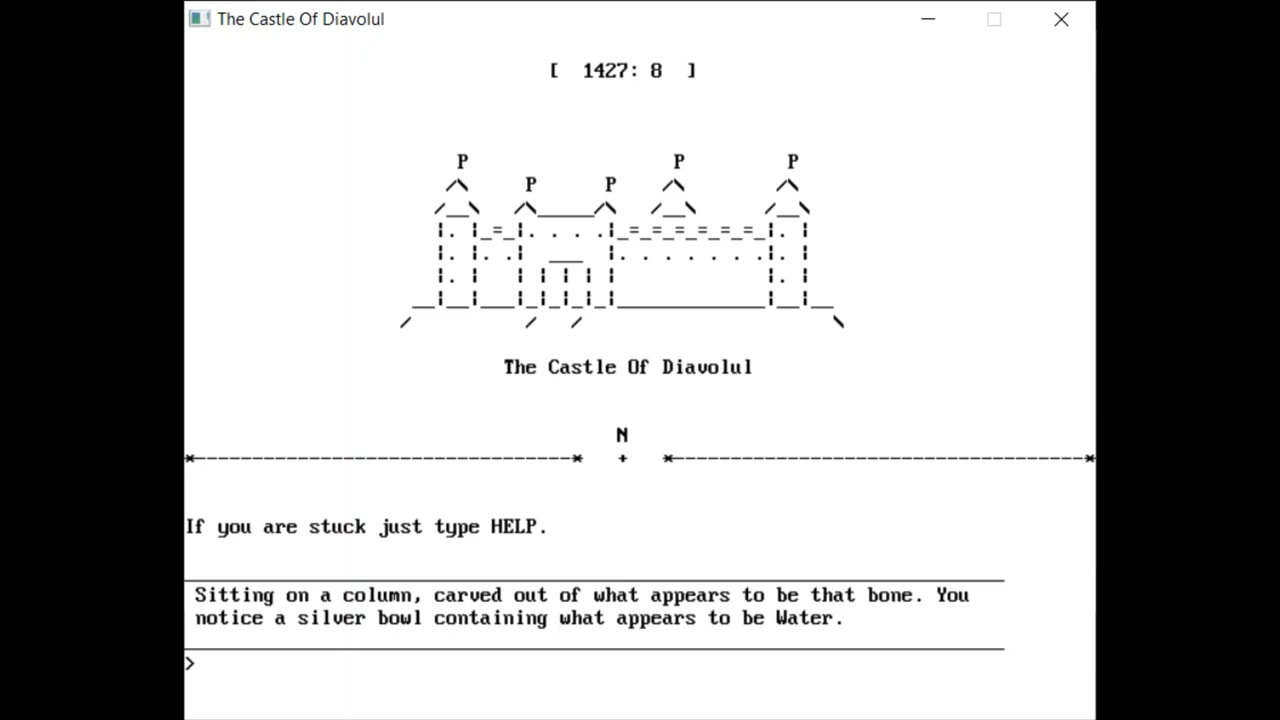 The Castle Of Diavolul
[ 1427: 8 ]
P P P
P P
The Castle Of Diavolul
N
If you are stuck just type HELP.
Sitting on a column, carved out of what appears to be that bone. You
notice a silver bowl containing what appears to be Water.
>